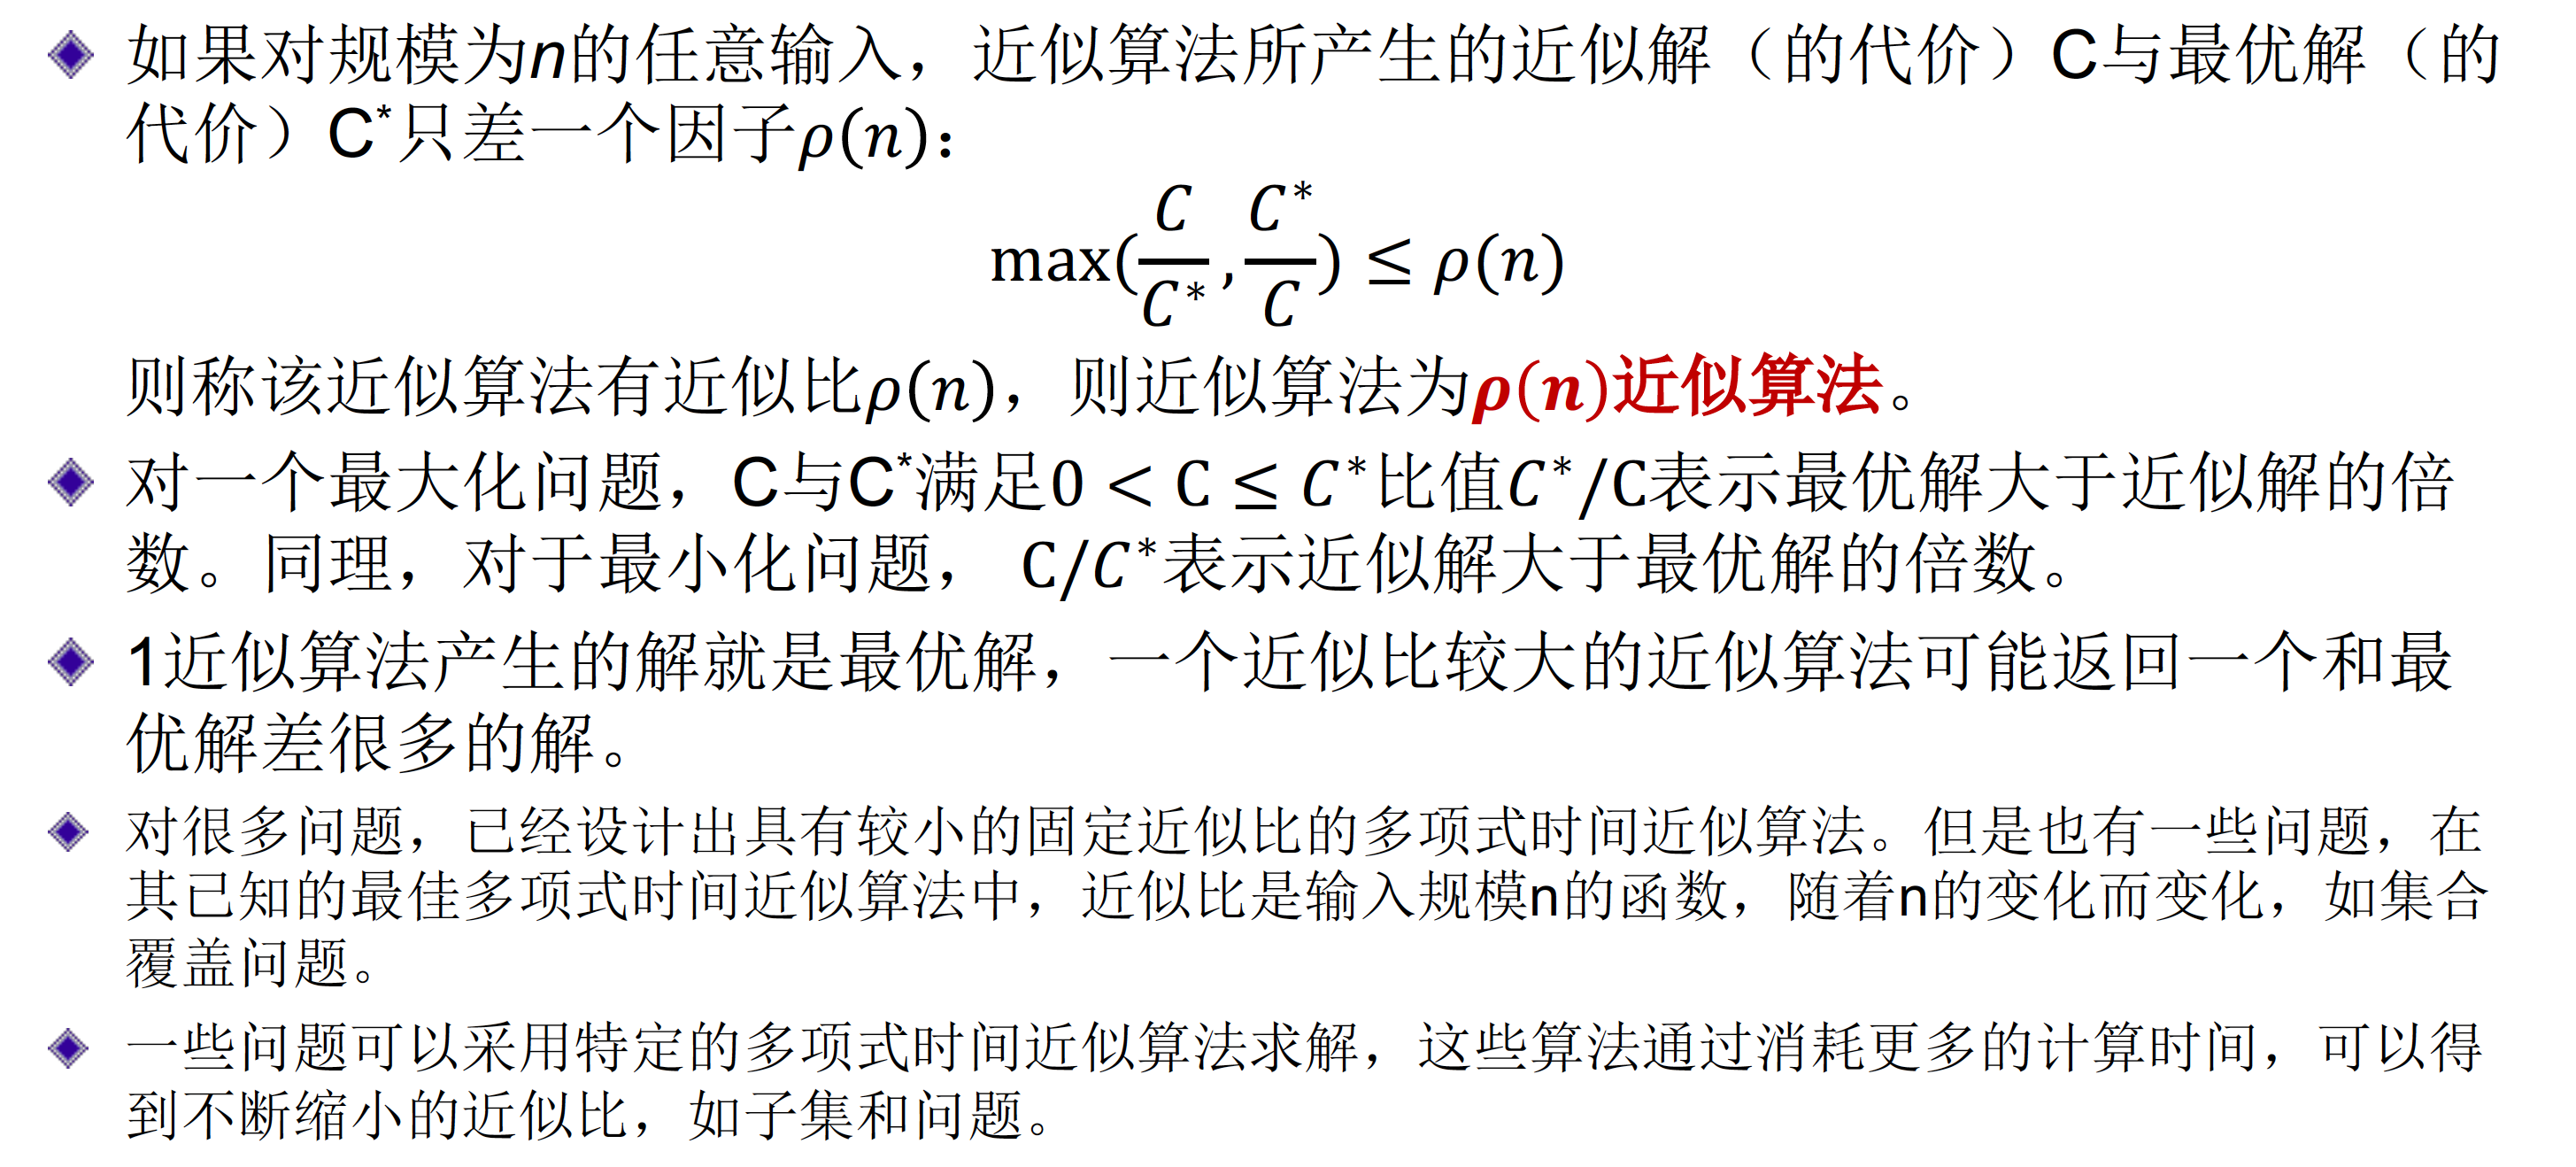 如果对规模为n的任意输入，近似算法所产生的近似解（的代价）C与最优解（的
代价）C*只差一个因子ρ(n)：
max(C/C*, C*/C) ≤ ρ(n)
则称该近似算法有近似比ρ(n)，则近似算法为ρ(n)近似算法。
对一个最大化问题，C与C*满足0 < C ≤ C*比值C*/C表示最优解大于近似解的倍
数。同理，对于最小化问题， C/C*表示近似解大于最优解的倍数。
1近似算法产生的解就是最优解，一个近似比较大的近似算法可能返回一个和最
优解差很多的解。
对很多问题，已经设计出具有较小的固定近似比的多项式时间近似算法。但是也有一些问题，在
其已知的最佳多项式时间近似算法中，近似比是输入规模n的函数，随着n的变化而变化，如集合
覆盖问题。
一些问题可以采用特定的多项式时间近似算法求解，这些算法通过消耗更多的计算时间，可以得
到不断缩小的近似比，如子集和问题。